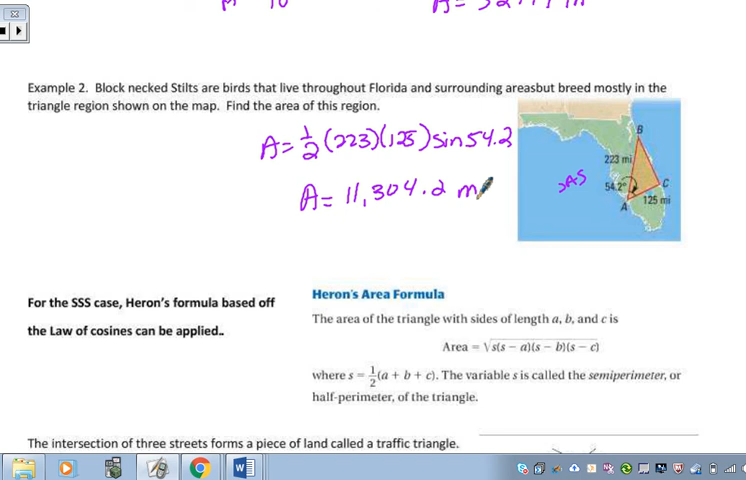 Example 2. Block necked Stilts are birds that live throughout Florida and surrounding areasbut breed mostly in the
triangle region shown on the map. Find the area of this region.
A = 1/2 (223)(125) sin 54.2
A = 11,304.2 mi
B
223 mi
SAS
54.2°
C
A
125 mi
For the SSS case, Heron's formula based off
the Law of cosines can be applied..
Heron's Area Formula
The area of the triangle with sides of length a, b, and c is
Area = √s(s − a)(s − b)(s − c)
where s = 1/2(a + b + c). The variable s is called the semiperimeter, or
half-perimeter, of the triangle.
The intersection of three streets forms a piece of land called a traffic triangle.